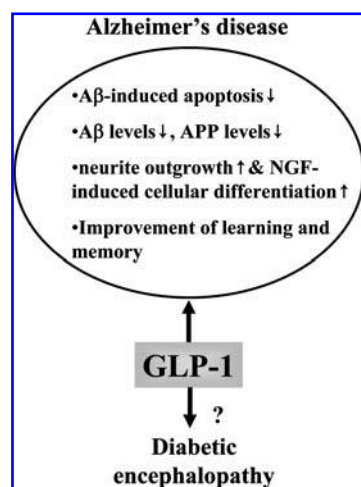 Alzheimer's disease
•Aβ-induced apoptosis↓
•Aβ levels↓, APP levels↓
•neurite outgrowth↑& NGF-
induced cellular differentiation↑
•Improvement of learning and
memory
GLP-1
?
Diabetic
encephalopathy